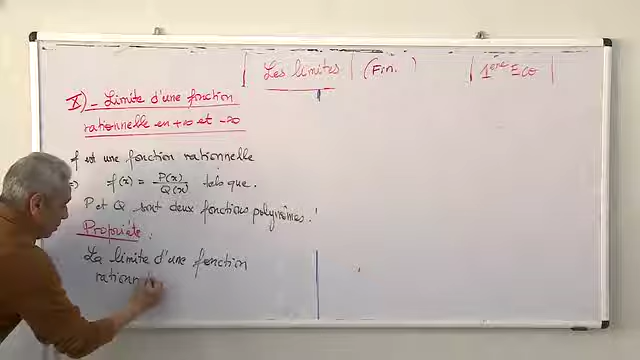 Les limites (Fin.)
1ère Eco
X)- Limite d'une fonction
rationnelle en +∞ et -∞
f est une fonction rationnelle
f(x) = P(x)/Q(x) tels que.
P et Q sont deux fonctions polynômes.
Propriété :
La limite d'une fonction
rationn